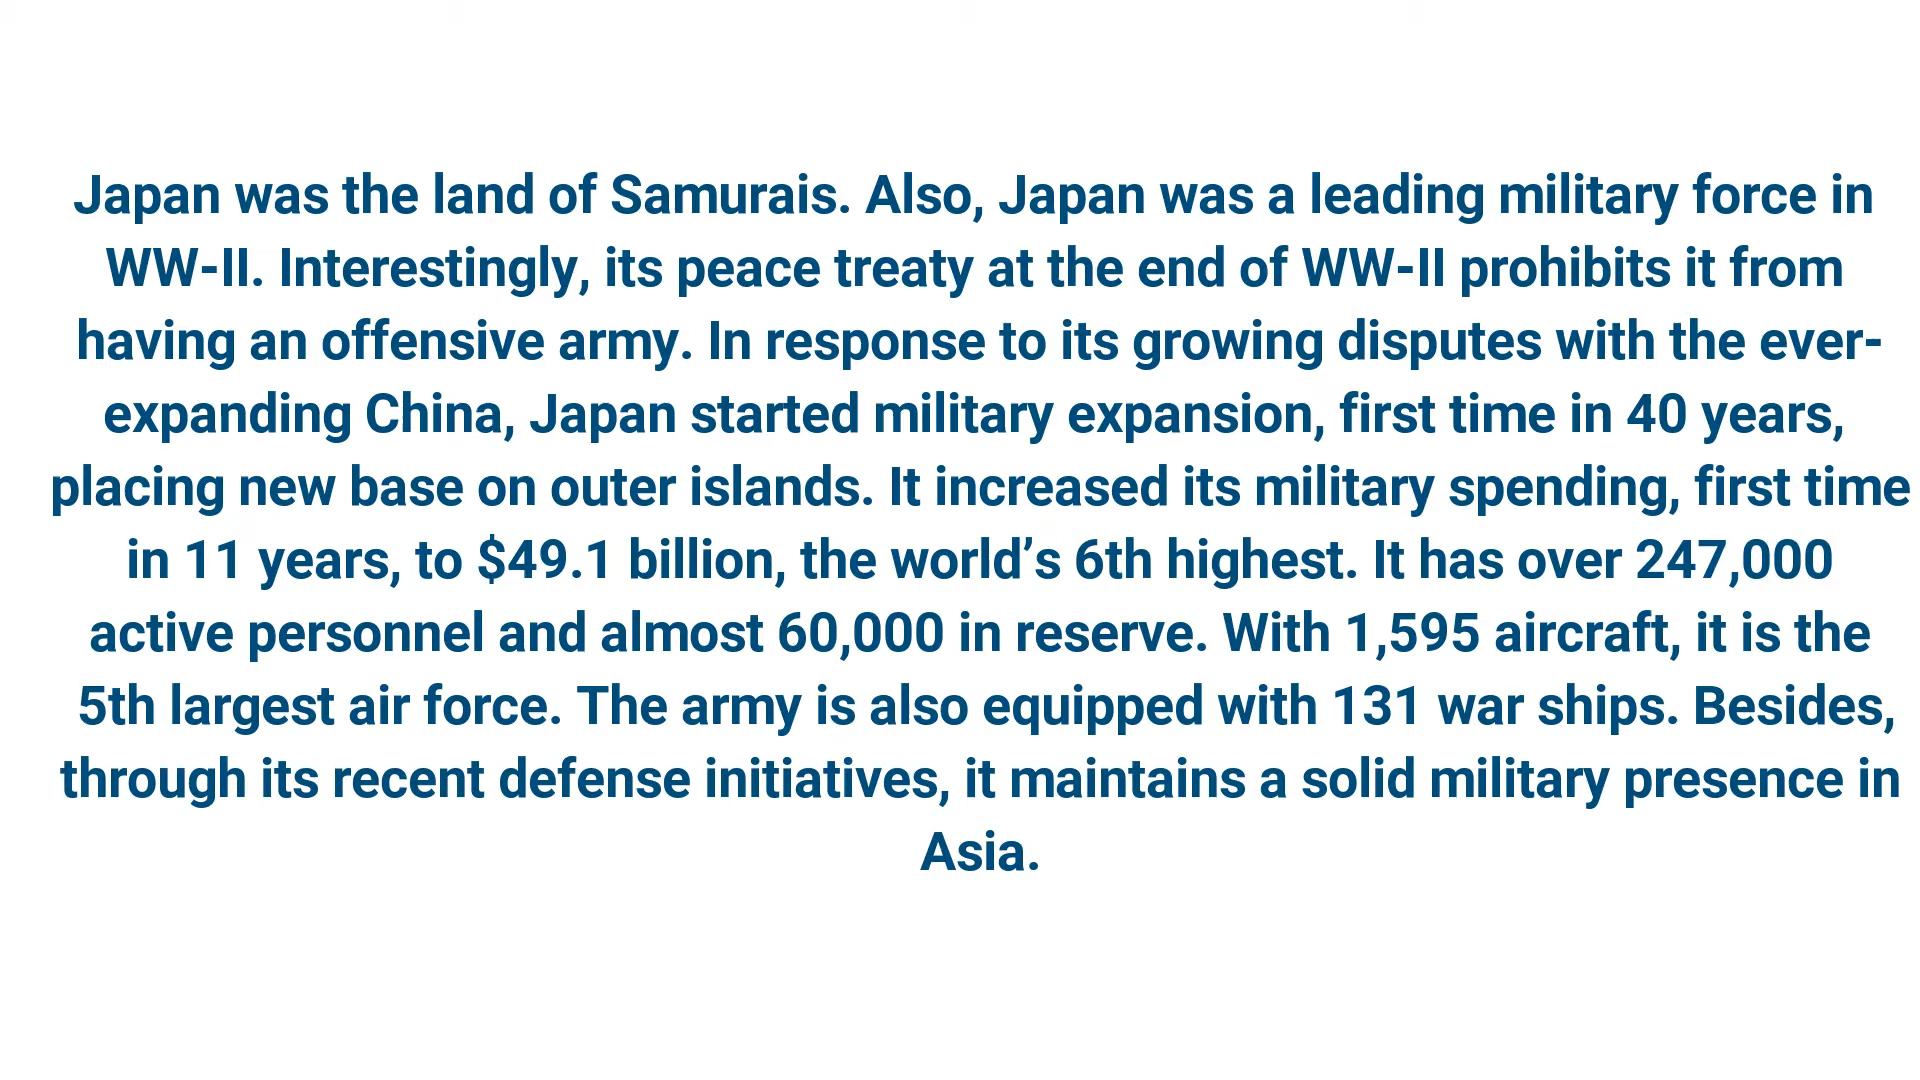 Japan was the land of Samurais. Also, Japan was a leading military force in
WW-II. Interestingly, its peace treaty at the end of WW-II prohibits it from
having an offensive army. In response to its growing disputes with the ever-
expanding China, Japan started military expansion, first time in 40 years,
placing new base on outer islands. It increased its military spending, first time
in 11 years, to $49.1 billion, the world’s 6th highest. It has over 247,000
active personnel and almost 60,000 in reserve. With 1,595 aircraft, it is the
5th largest air force. The army is also equipped with 131 war ships. Besides,
through its recent defense initiatives, it maintains a solid military presence in
Asia.